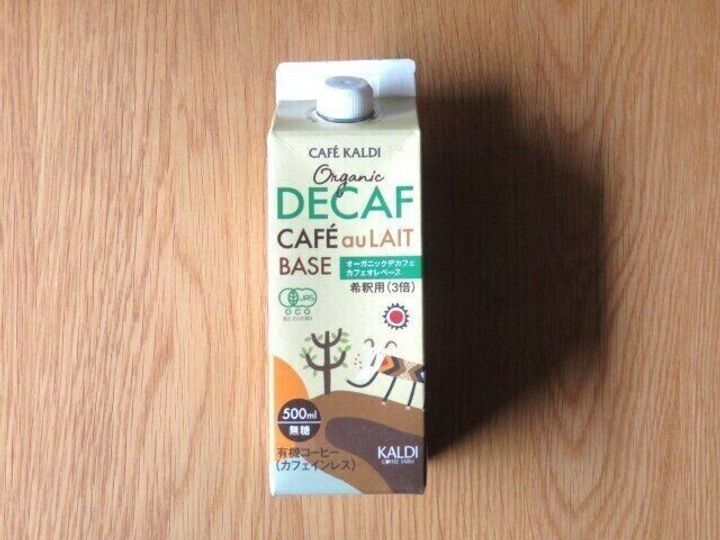 CAFÉ KALDI
Organic
DECAF
CAFÉ au LAIT
BASE
オーガニックデカフェ
カフェオレベース
希釈用(3倍)
JAS
OCO
500ml
無糖
有機コーヒー
(カフェインレス)
KALDI
COFFEE FARM